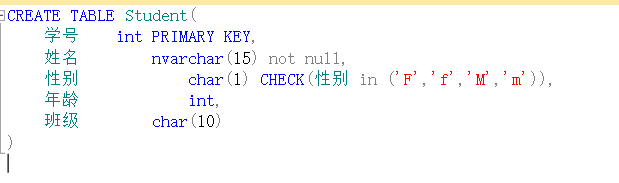 CREATE TABLE Student(
学号 int PRIMARY KEY,
姓名 nvarchar(15) not null,
性别 char(1) CHECK(性别 in ('F','f','M','m')),
年龄 int,
班级 char(10)
)